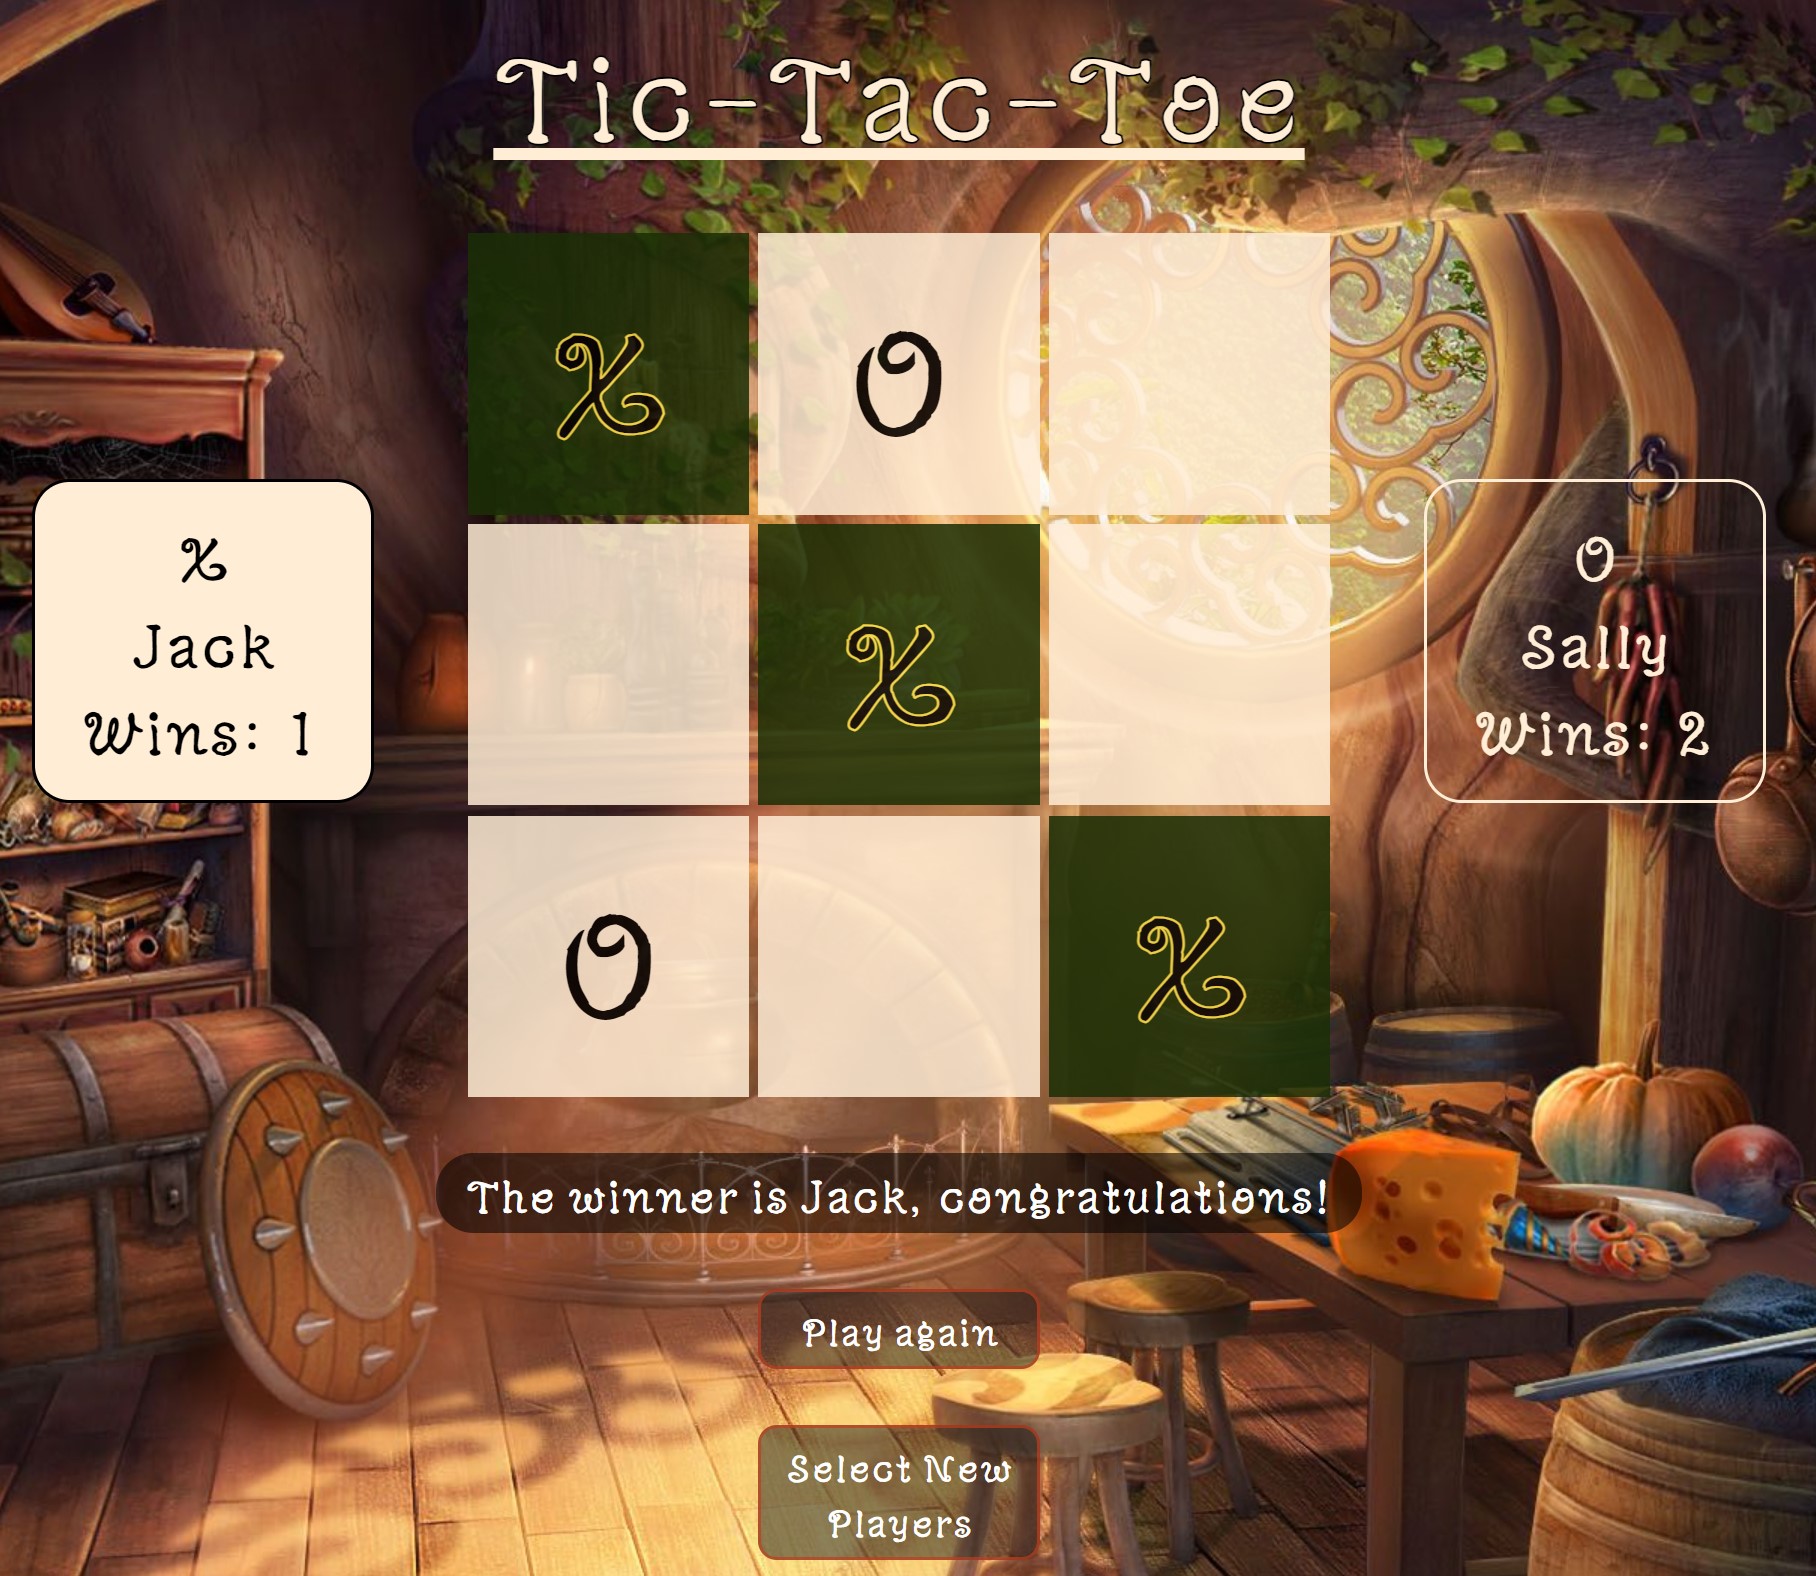 Tic-Tac-Toe
X O
X
Jack
Wins: 1
X
O
Sally
Wins: 2
O X
The winner is Jack, congratulations!
Play again
Select New
Players